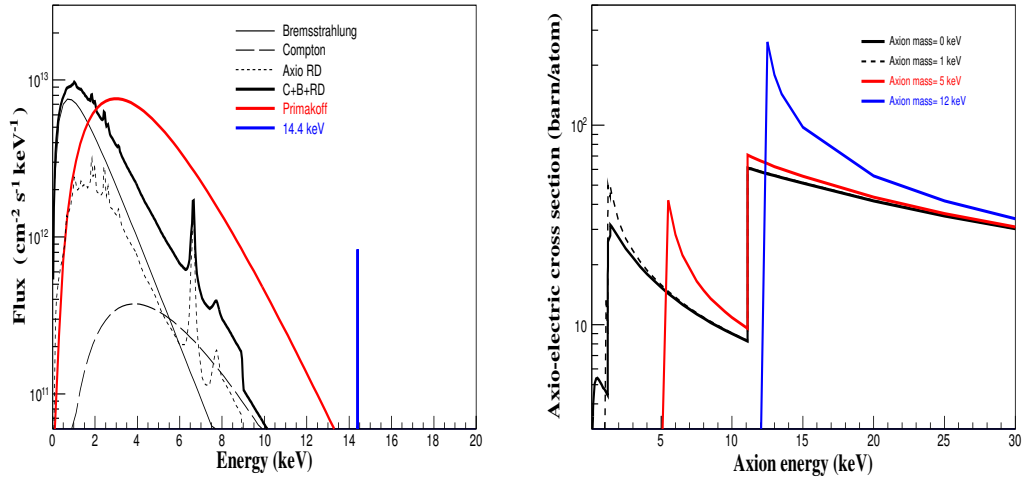 Bremsstrahlung
Compton
Axio RD
C+B+RD
Primakoff
14.4 keV
10¹³
10¹²
10¹¹
Flux ( cm⁻² s⁻¹ keV⁻¹)
0 2 4 6 8 10 12 14 16 18 20
Energy (keV)
Axion mass= 0 keV
Axion mass= 1 keV
Axion mass= 5 keV
Axion mass= 12 keV
10²
10
Axio-electric cross section (barn/atom)
5 10 15 20 25 30
Axion energy (keV)